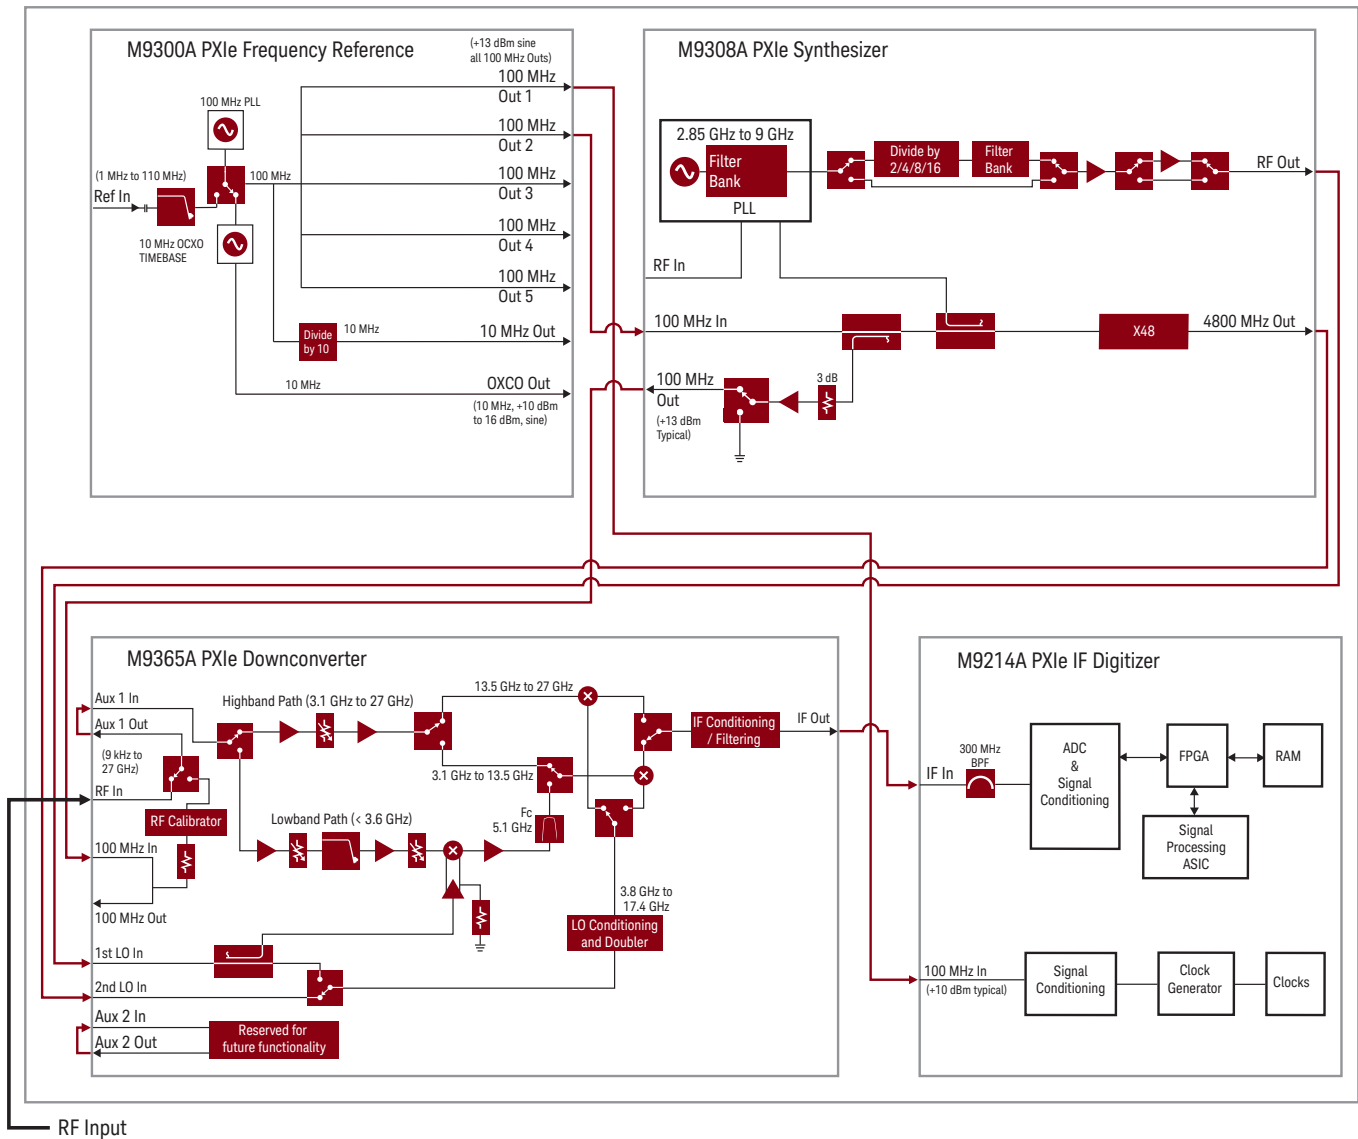 M9300A PXIe Frequency Reference
(+13 dBm sine
all 100 MHz Outs)
100 MHz
Out 1
100 MHz PLL
100 MHz
Out 2
(1 MHz to 110 MHz)
Ref In
100 MHz
100 MHz
Out 3
10 MHz OCXO
TIMEBASE
100 MHz
Out 4
100 MHz
Out 5
Divide
by 10
10 MHz
10 MHz Out
10 MHz
OXCO Out
(10 MHz, +10 dBm
to 16 dBm, sine)
M9308A PXIe Synthesizer
2.85 GHz to 9 GHz
Filter
Bank
PLL
Divide by
2/4/8/16
Filter
Bank
RF Out
RF In
100 MHz In
X48
4800 MHz Out
100 MHz
Out
(+13 dBm
Typical)
3 dB
M9365A PXIe Downconverter
Aux 1 In
Aux 1 Out
(9 kHz to
27 GHz)
RF In
RF Calibrator
100 MHz In
100 MHz Out
1st LO In
2nd LO In
Aux 2 In
Aux 2 Out
Reserved for
future functionality
Highband Path (3.1 GHz to 27 GHz)
13.5 GHz to 27 GHz
3.1 GHz to 13.5 GHz
Lowband Path (< 3.6 GHz)
Fc
5.1 GHz
3.8 GHz to
17.4 GHz
LO Conditioning
and Doubler
IF Conditioning
/ Filtering
IF Out
M9214A PXIe IF Digitizer
300 MHz
BPF
IF In
ADC
&
Signal
Conditioning
FPGA
RAM
Signal
Processing
ASIC
100 MHz In
(+10 dBm typical)
Signal
Conditioning
Clock
Generator
Clocks
RF Input